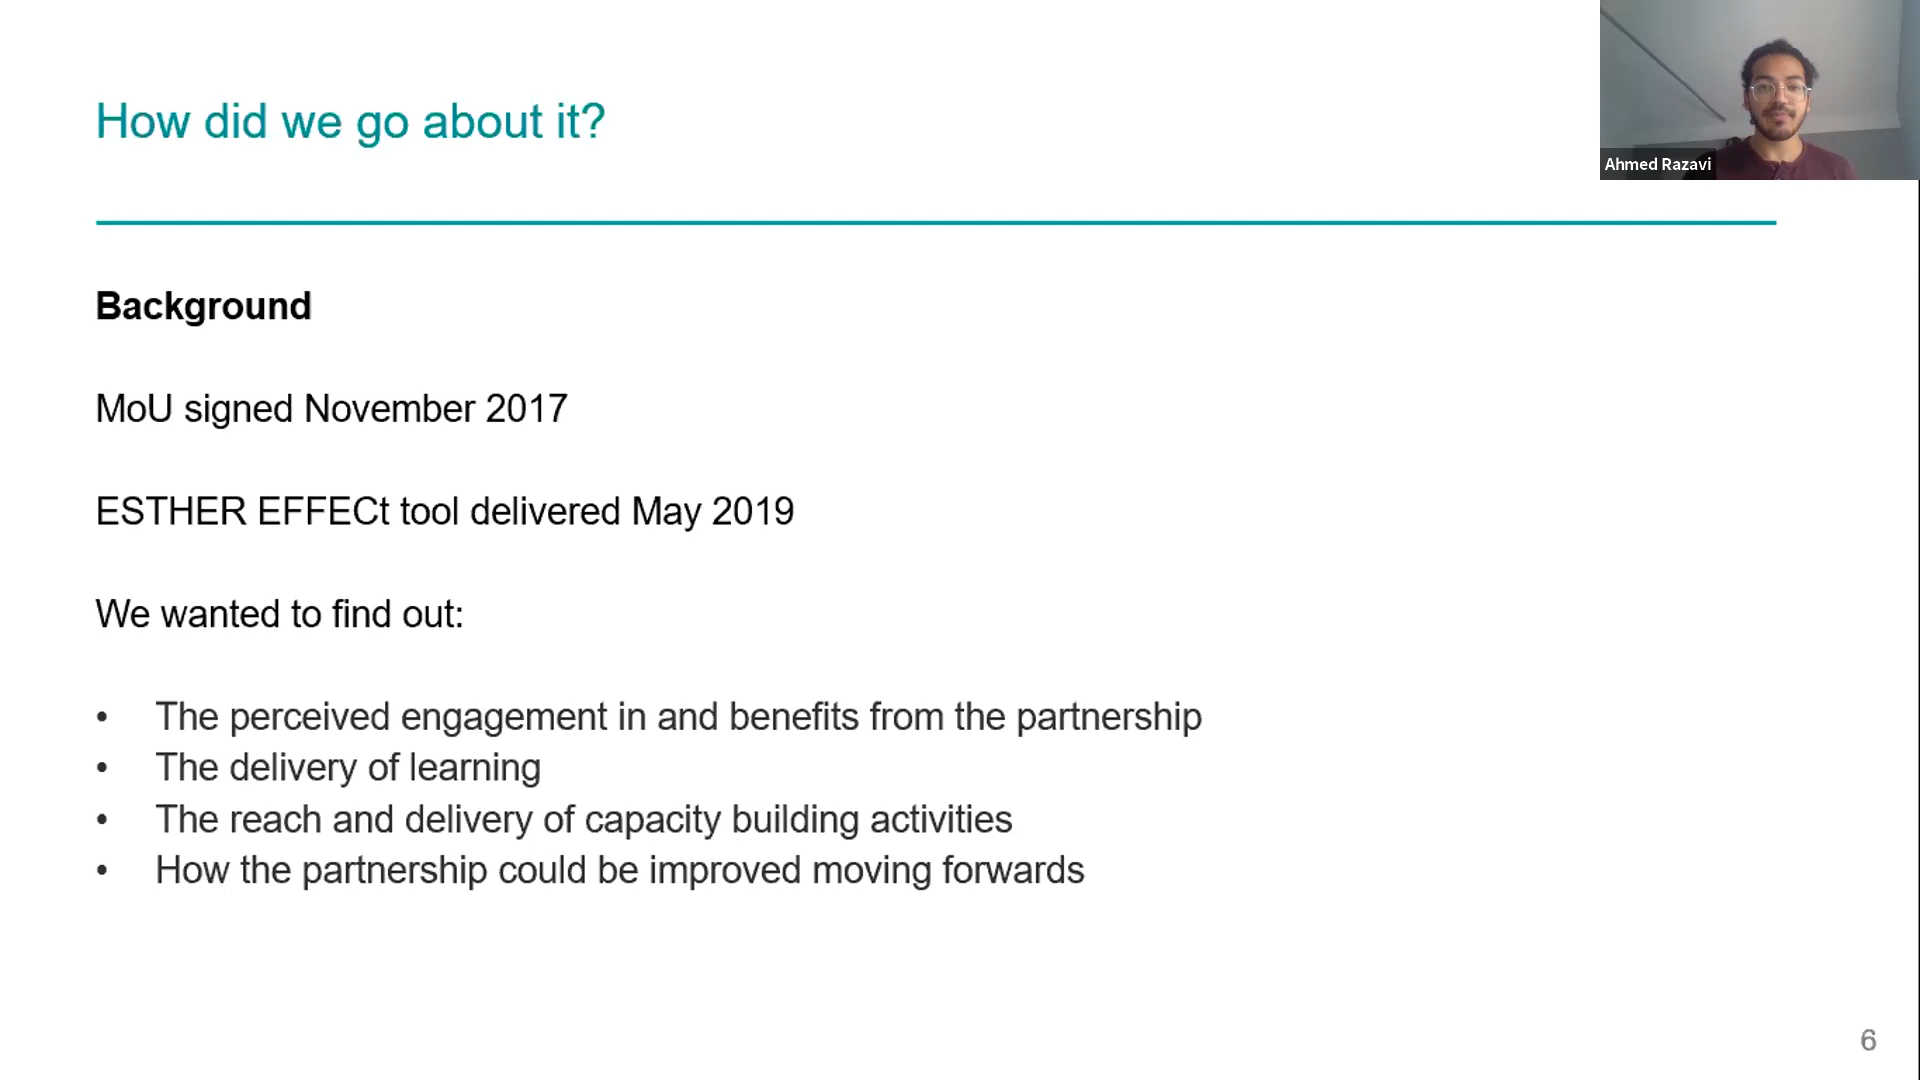 How did we go about it?
Ahmed Razavi
Background
MoU signed November 2017
ESTHER EFFECt tool delivered May 2019
We wanted to find out:
• The perceived engagement in and benefits from the partnership
• The delivery of learning
• The reach and delivery of capacity building activities
• How the partnership could be improved moving forwards
6